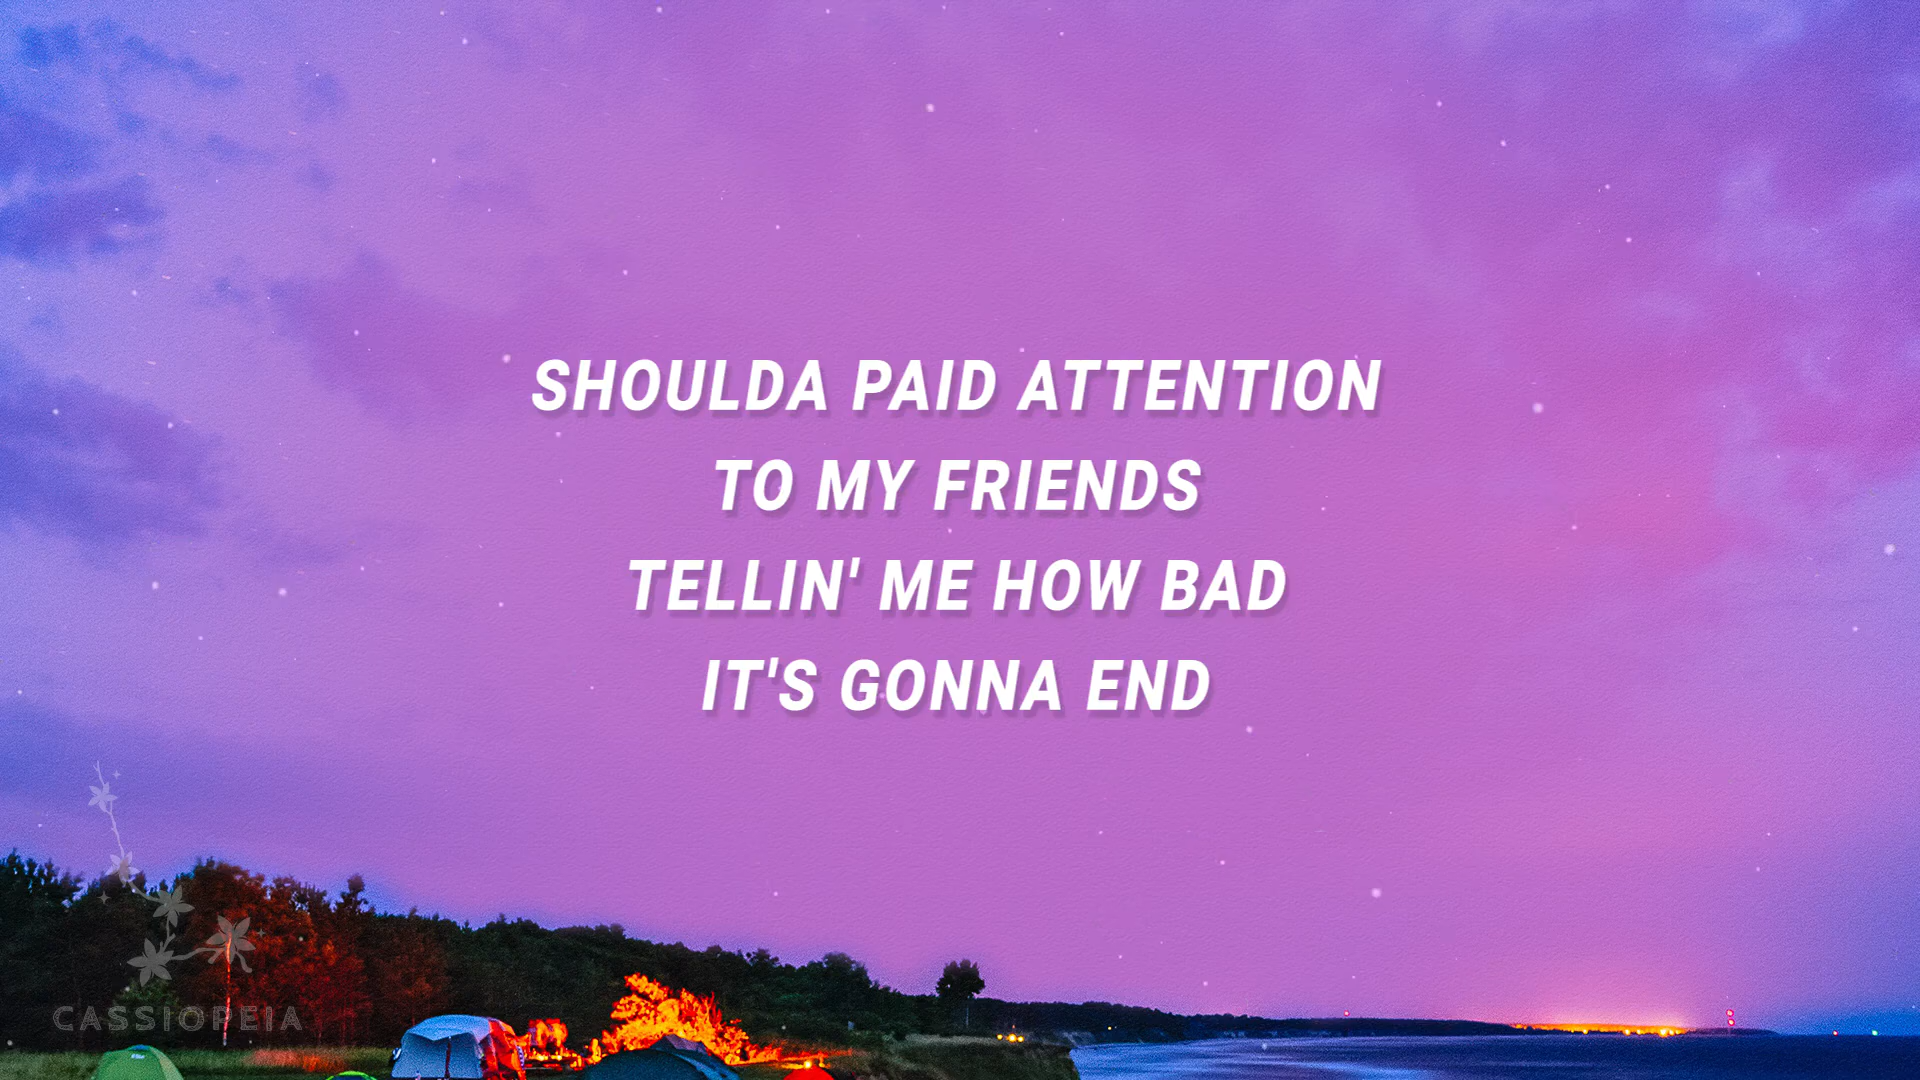 SHOULDA PAID ATTENTION
TO MY FRIENDS
TELLIN' ME HOW BAD
IT'S GONNA END
CASSIOPEIA